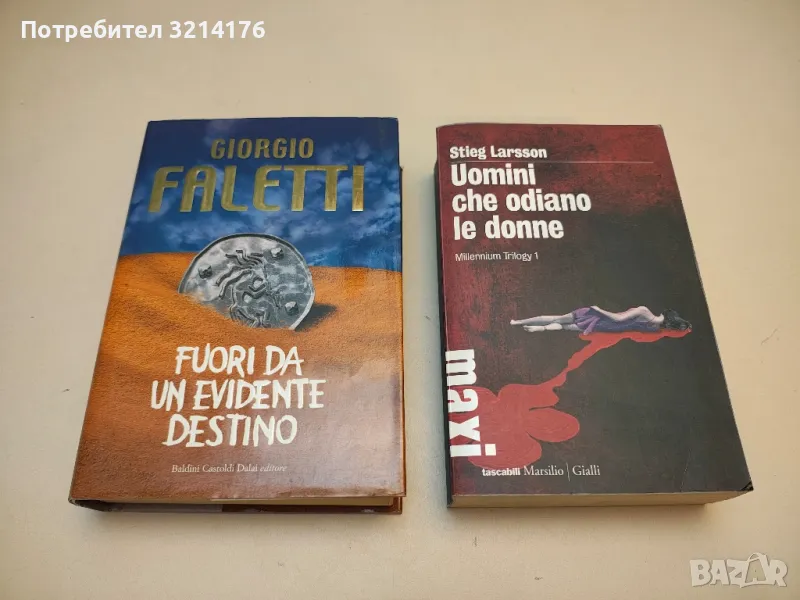 Потребител 3214176
GIORGIO
FALETTI
FUORI DA
UN EVIDENTE
DESTINO
Baldini Castoldi Dalai editore
Stieg Larsson
Uomini
che odiano
le donne
Millennium Trilogy 1
maxi
tascabili Marsilio | Gialli
BAZAR